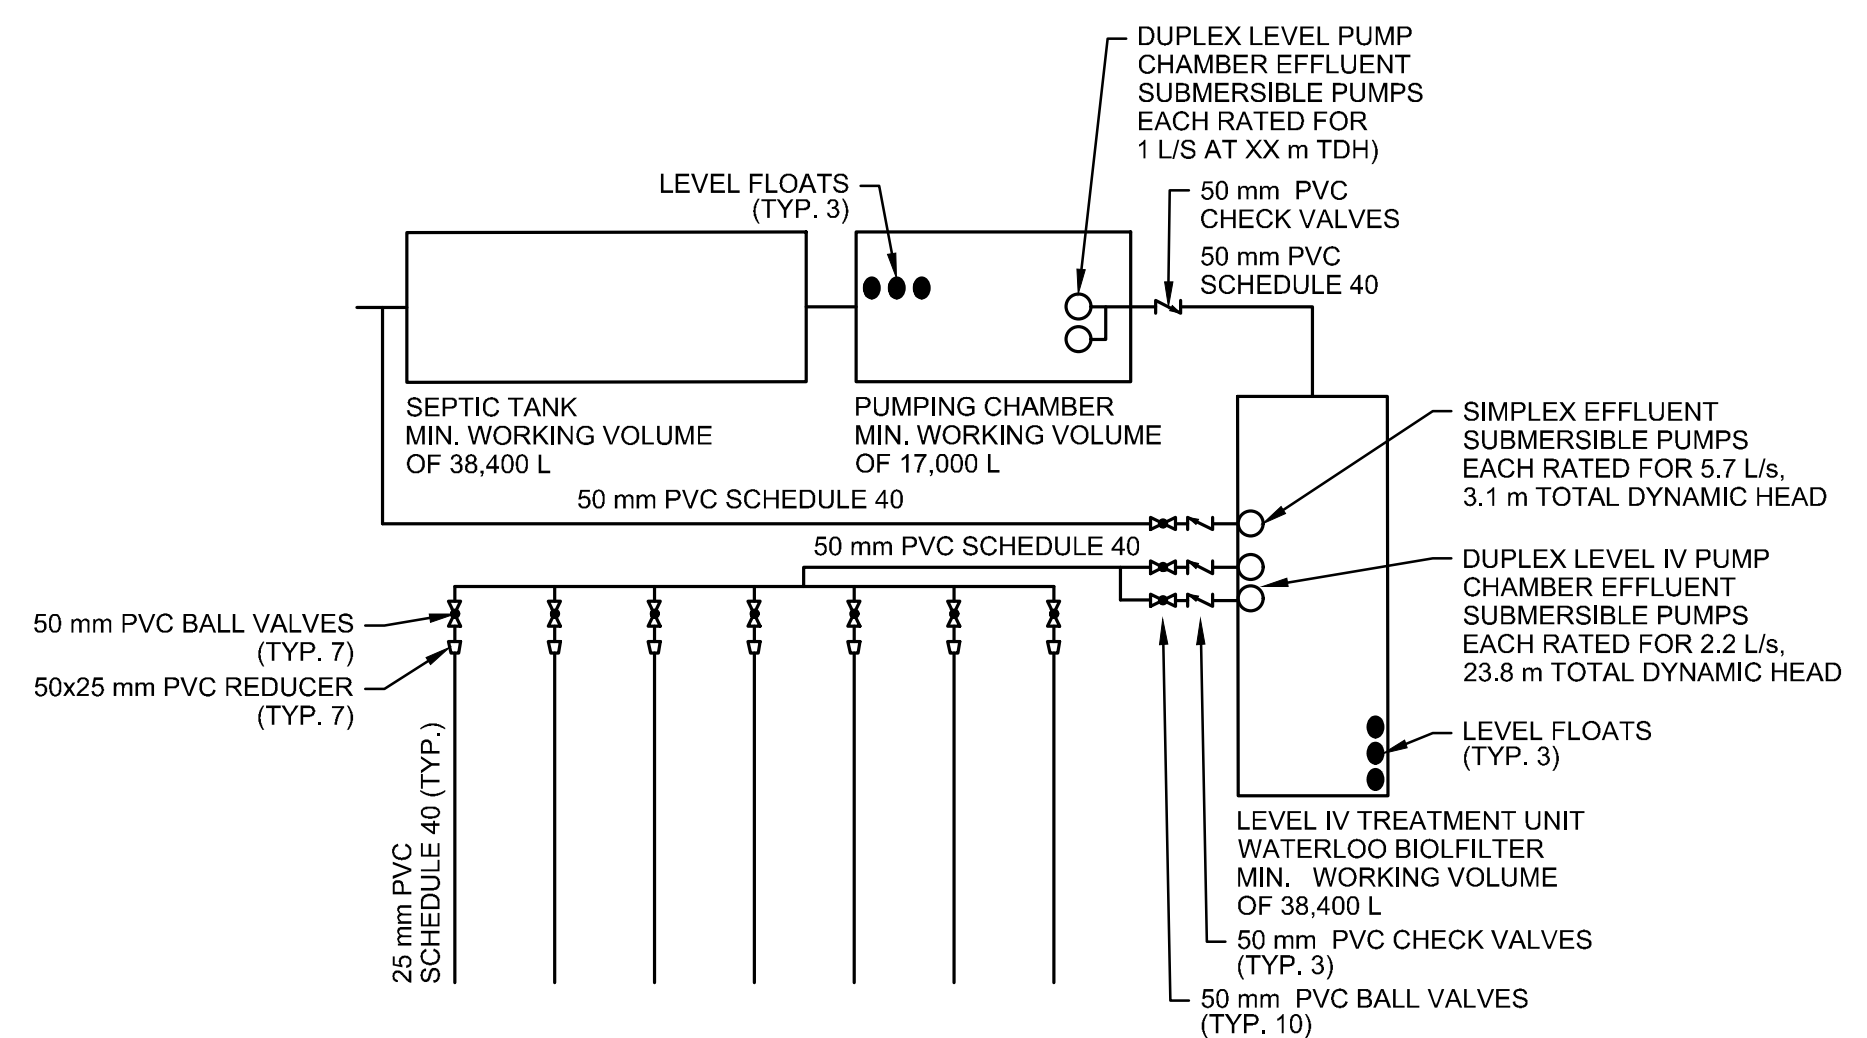 DUPLEX LEVEL PUMP
CHAMBER EFFLUENT
SUBMERSIBLE PUMPS
EACH RATED FOR
1 L/S AT XX m TDH)
LEVEL FLOATS
(TYP. 3)
50 mm PVC
CHECK VALVES
50 mm PVC
SCHEDULE 40
SEPTIC TANK
MIN. WORKING VOLUME
OF 38,400 L
PUMPING CHAMBER
MIN. WORKING VOLUME
OF 17,000 L
SIMPLEX EFFLUENT
SUBMERSIBLE PUMPS
EACH RATED FOR 5.7 L/s,
3.1 m TOTAL DYNAMIC HEAD
50 mm PVC SCHEDULE 40
50 mm PVC SCHEDULE 40
DUPLEX LEVEL IV PUMP
CHAMBER EFFLUENT
SUBMERSIBLE PUMPS
EACH RATED FOR 2.2 L/s,
23.8 m TOTAL DYNAMIC HEAD
50 mm PVC BALL VALVES
(TYP. 7)
50x25 mm PVC REDUCER
(TYP. 7)
25 mm PVC
SCHEDULE 40 (TYP.)
LEVEL FLOATS
(TYP. 3)
LEVEL IV TREATMENT UNIT
WATERLOO BIOLFILTER
MIN. WORKING VOLUME
OF 38,400 L
50 mm PVC CHECK VALVES
(TYP. 3)
50 mm PVC BALL VALVES
(TYP. 10)